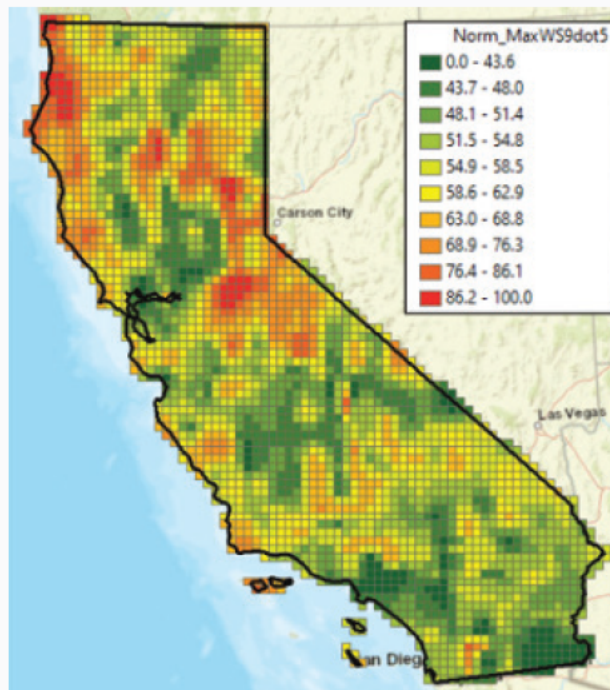 Norm_MaxWS9dot5
0.0 - 43.6
43.7 - 48.0
48.1 - 51.4
51.5 - 54.8
54.9 - 58.5
58.6 - 62.9
63.0 - 68.8
68.9 - 76.3
76.4 - 86.1
86.2 - 100.0
Carson City
Las Vegas
an Dieg